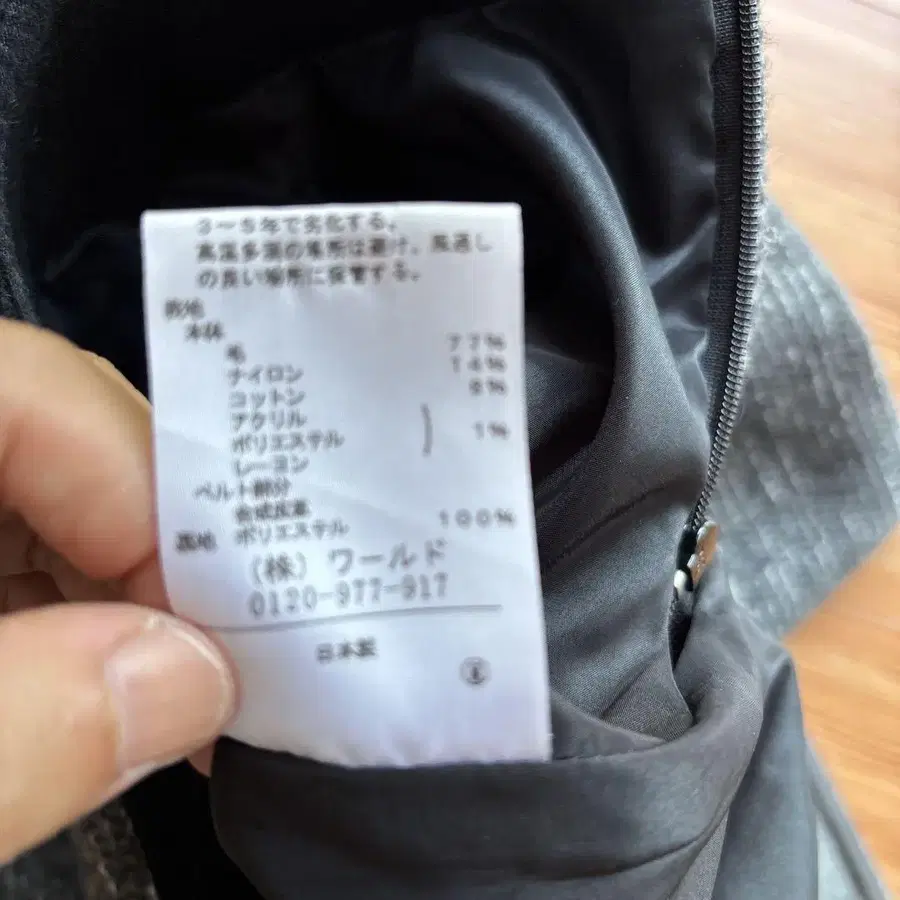 3～5年で劣化する。
高温多湿の場所は避け、風通し
の良い場所に保管する。
表地
本体
毛 77%
ナイロン 14%
コットン 8%
アクリル
ポリエステル ) 1%
レーヨン
ベルト部分
合成皮革
裏地 ポリエステル 100%
(株) ワールド
0120-977-917
日本製